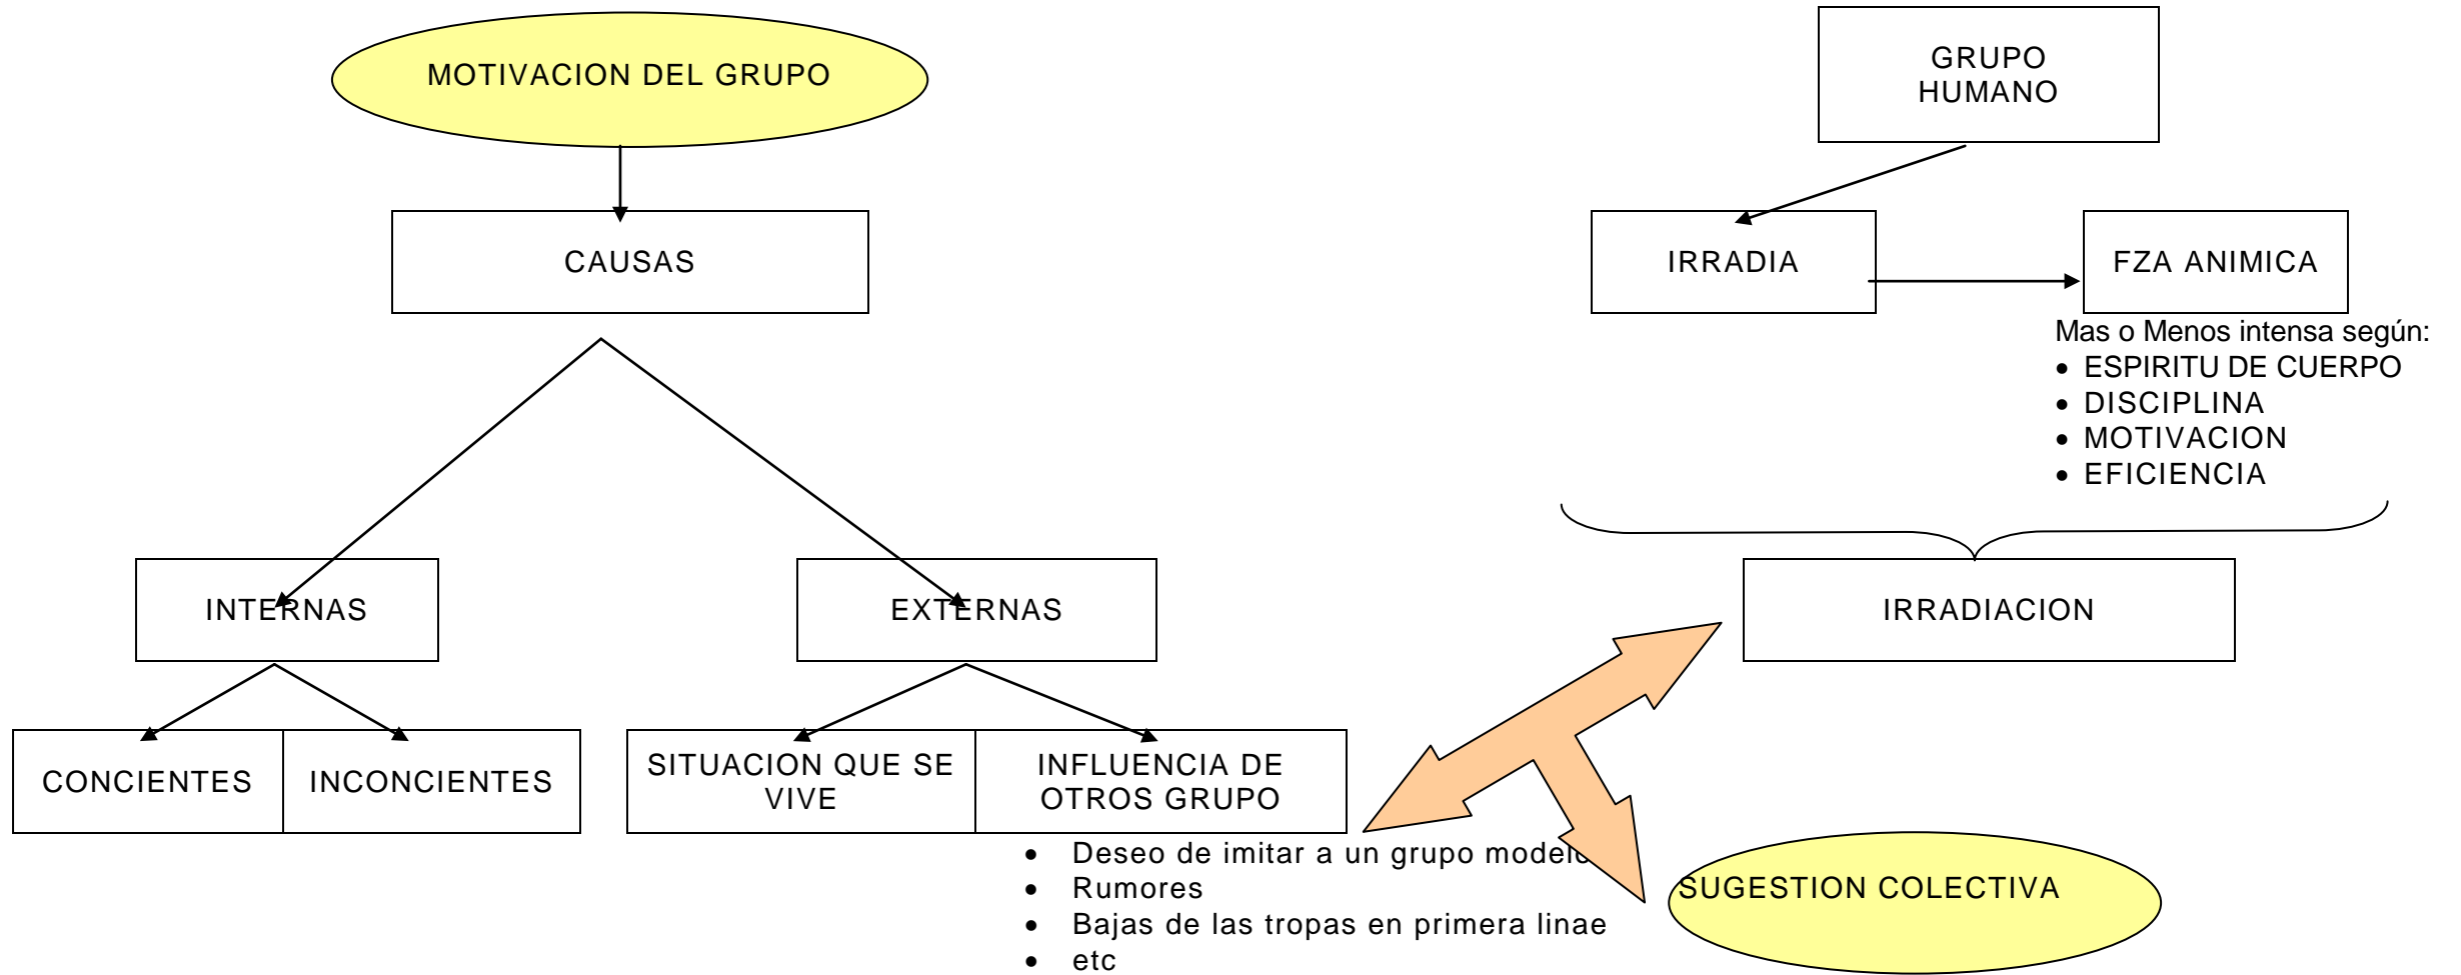 MOTIVACION DEL GRUPO
CAUSAS
INTERNAS
EXTERNAS
CONCIENTES
INCONCIENTES
SITUACION QUE SE
VIVE
INFLUENCIA DE
OTROS GRUPO
• Deseo de imitar a un grupo modelo
• Rumores
• Bajas de las tropas en primera linae
• etc
GRUPO
HUMANO
IRRADIA
FZA ANIMICA
Mas o Menos intensa según:
• ESPIRITU DE CUERPO
• DISCIPLINA
• MOTIVACION
• EFICIENCIA
IRRADIACION
SUGESTION COLECTIVA